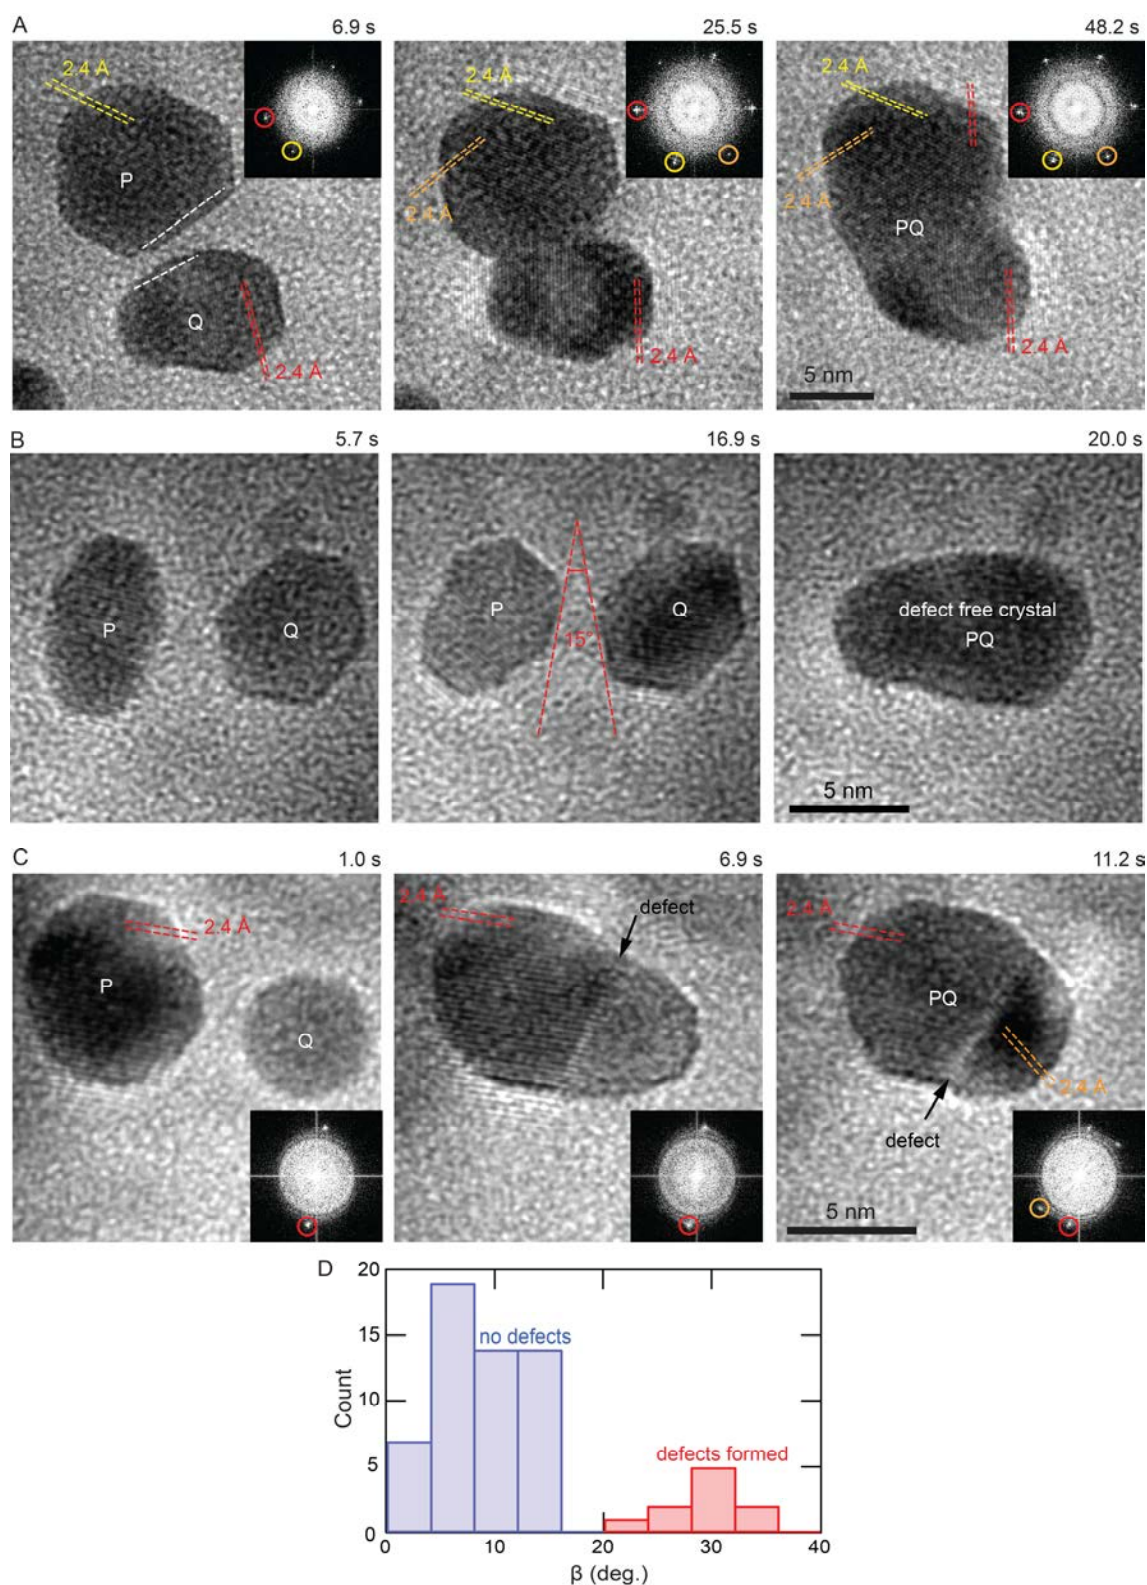 A
6.9 s
25.5 s
48.2 s
2.4 Å
P
Q
2.4 Å
2.4 Å
2.4 Å
2.4 Å
2.4 Å
2.4 Å
PQ
2.4 Å
5 nm
B
5.7 s
16.9 s
20.0 s
P
Q
P
Q
15°
defect free crystal
PQ
5 nm
C
1.0 s
6.9 s
11.2 s
2.4 Å
P
Q
2.4 Å
defect
2.4 Å
PQ
2.4 Å
defect
5 nm
D
20
15
10
5
0
Count
no defects
defects formed
0
10
20
30
40
β (deg.)